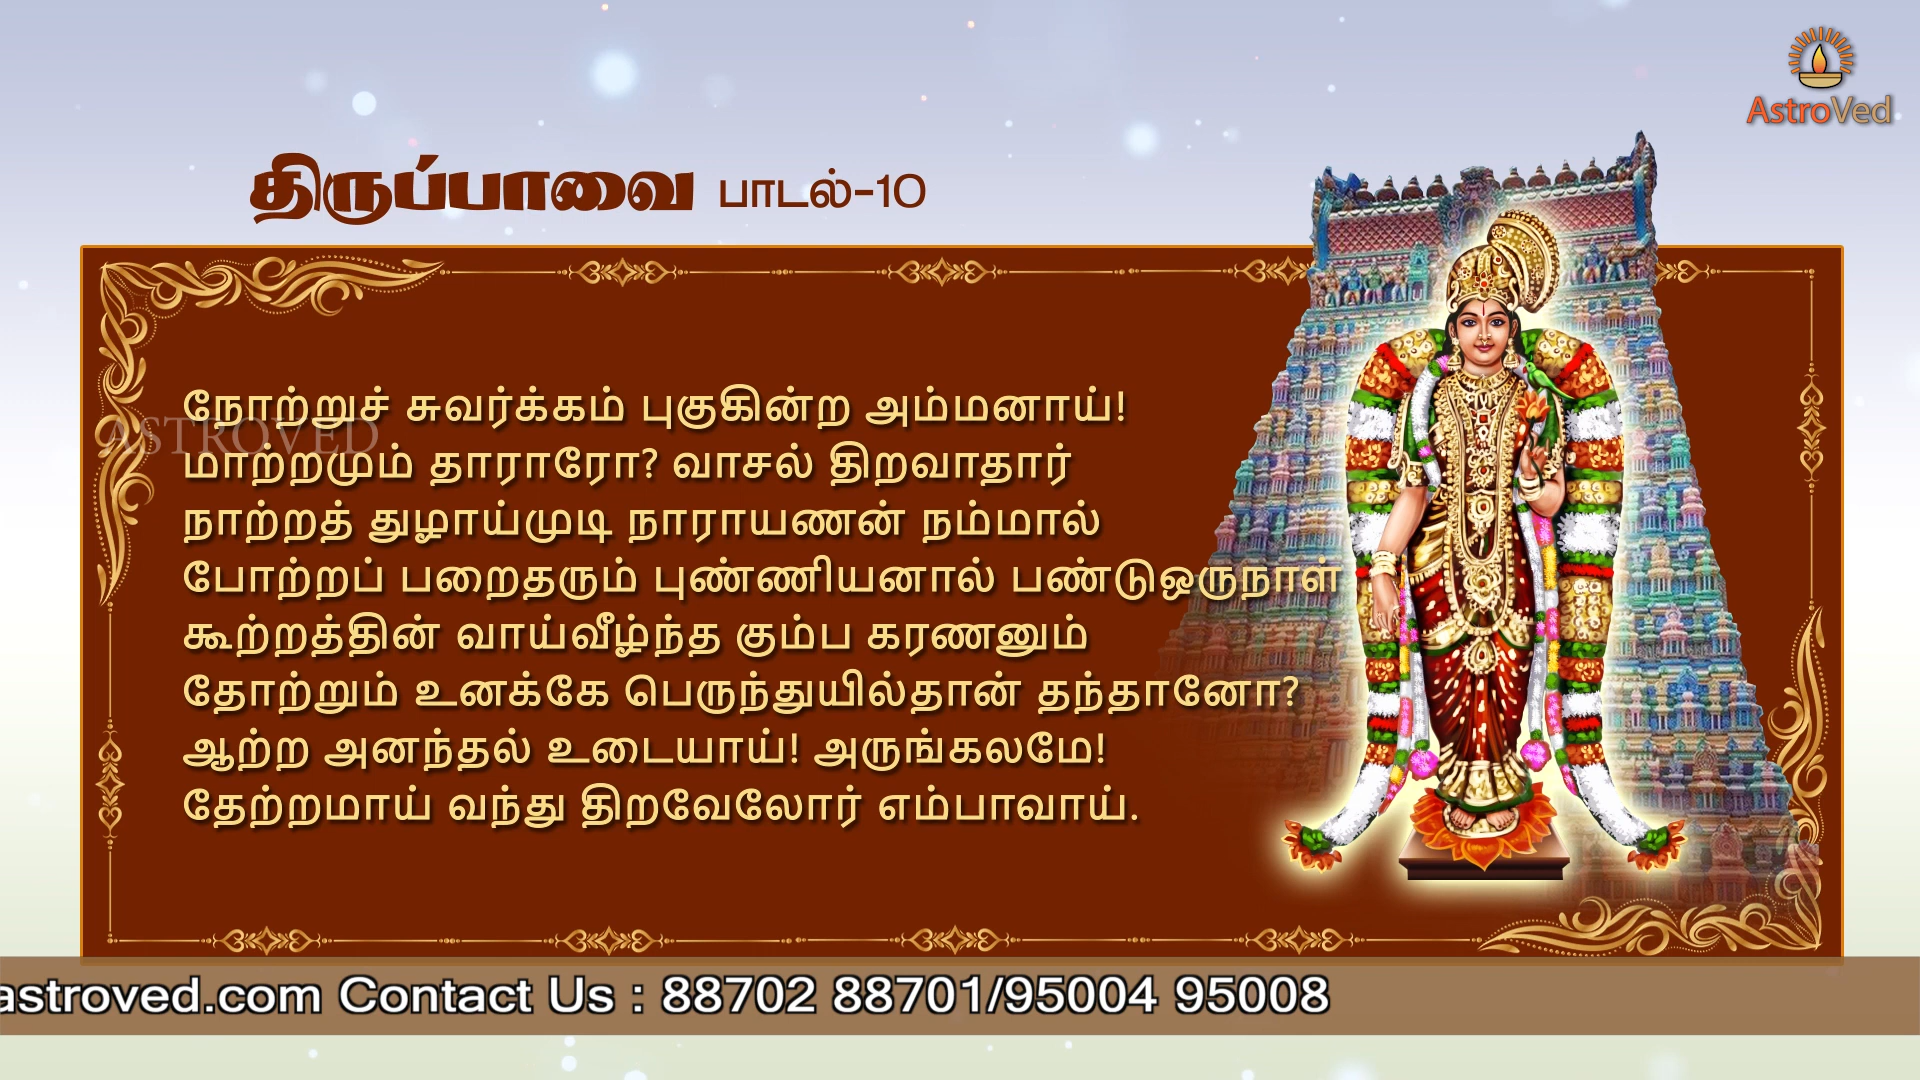 AstroVed
திருப்பாவை பாடல்-10
நோற்றுச் சுவர்க்கம் புகுகின்ற அம்மனாய்!
ASTROVED
மாற்றமும் தாராரோ? வாசல் திறவாதார்
நாற்றத் துழாய்முடி நாராயணன் நம்மால்
போற்றப் பறைதரும் புண்ணியனால் பண்டுஒருநாள்
கூற்றத்தின் வாய்வீழ்ந்த கும்ப கரணனும்
தோற்றும் உனக்கே பெருந்துயில்தான் தந்தானோ?
ஆற்ற அனந்தல் உடையாய்! அருங்கலமே!
தேற்றமாய் வந்து திறவேலோர் எம்பாவாய்.
astroved.com Contact Us : 88702 88701/95004 95008